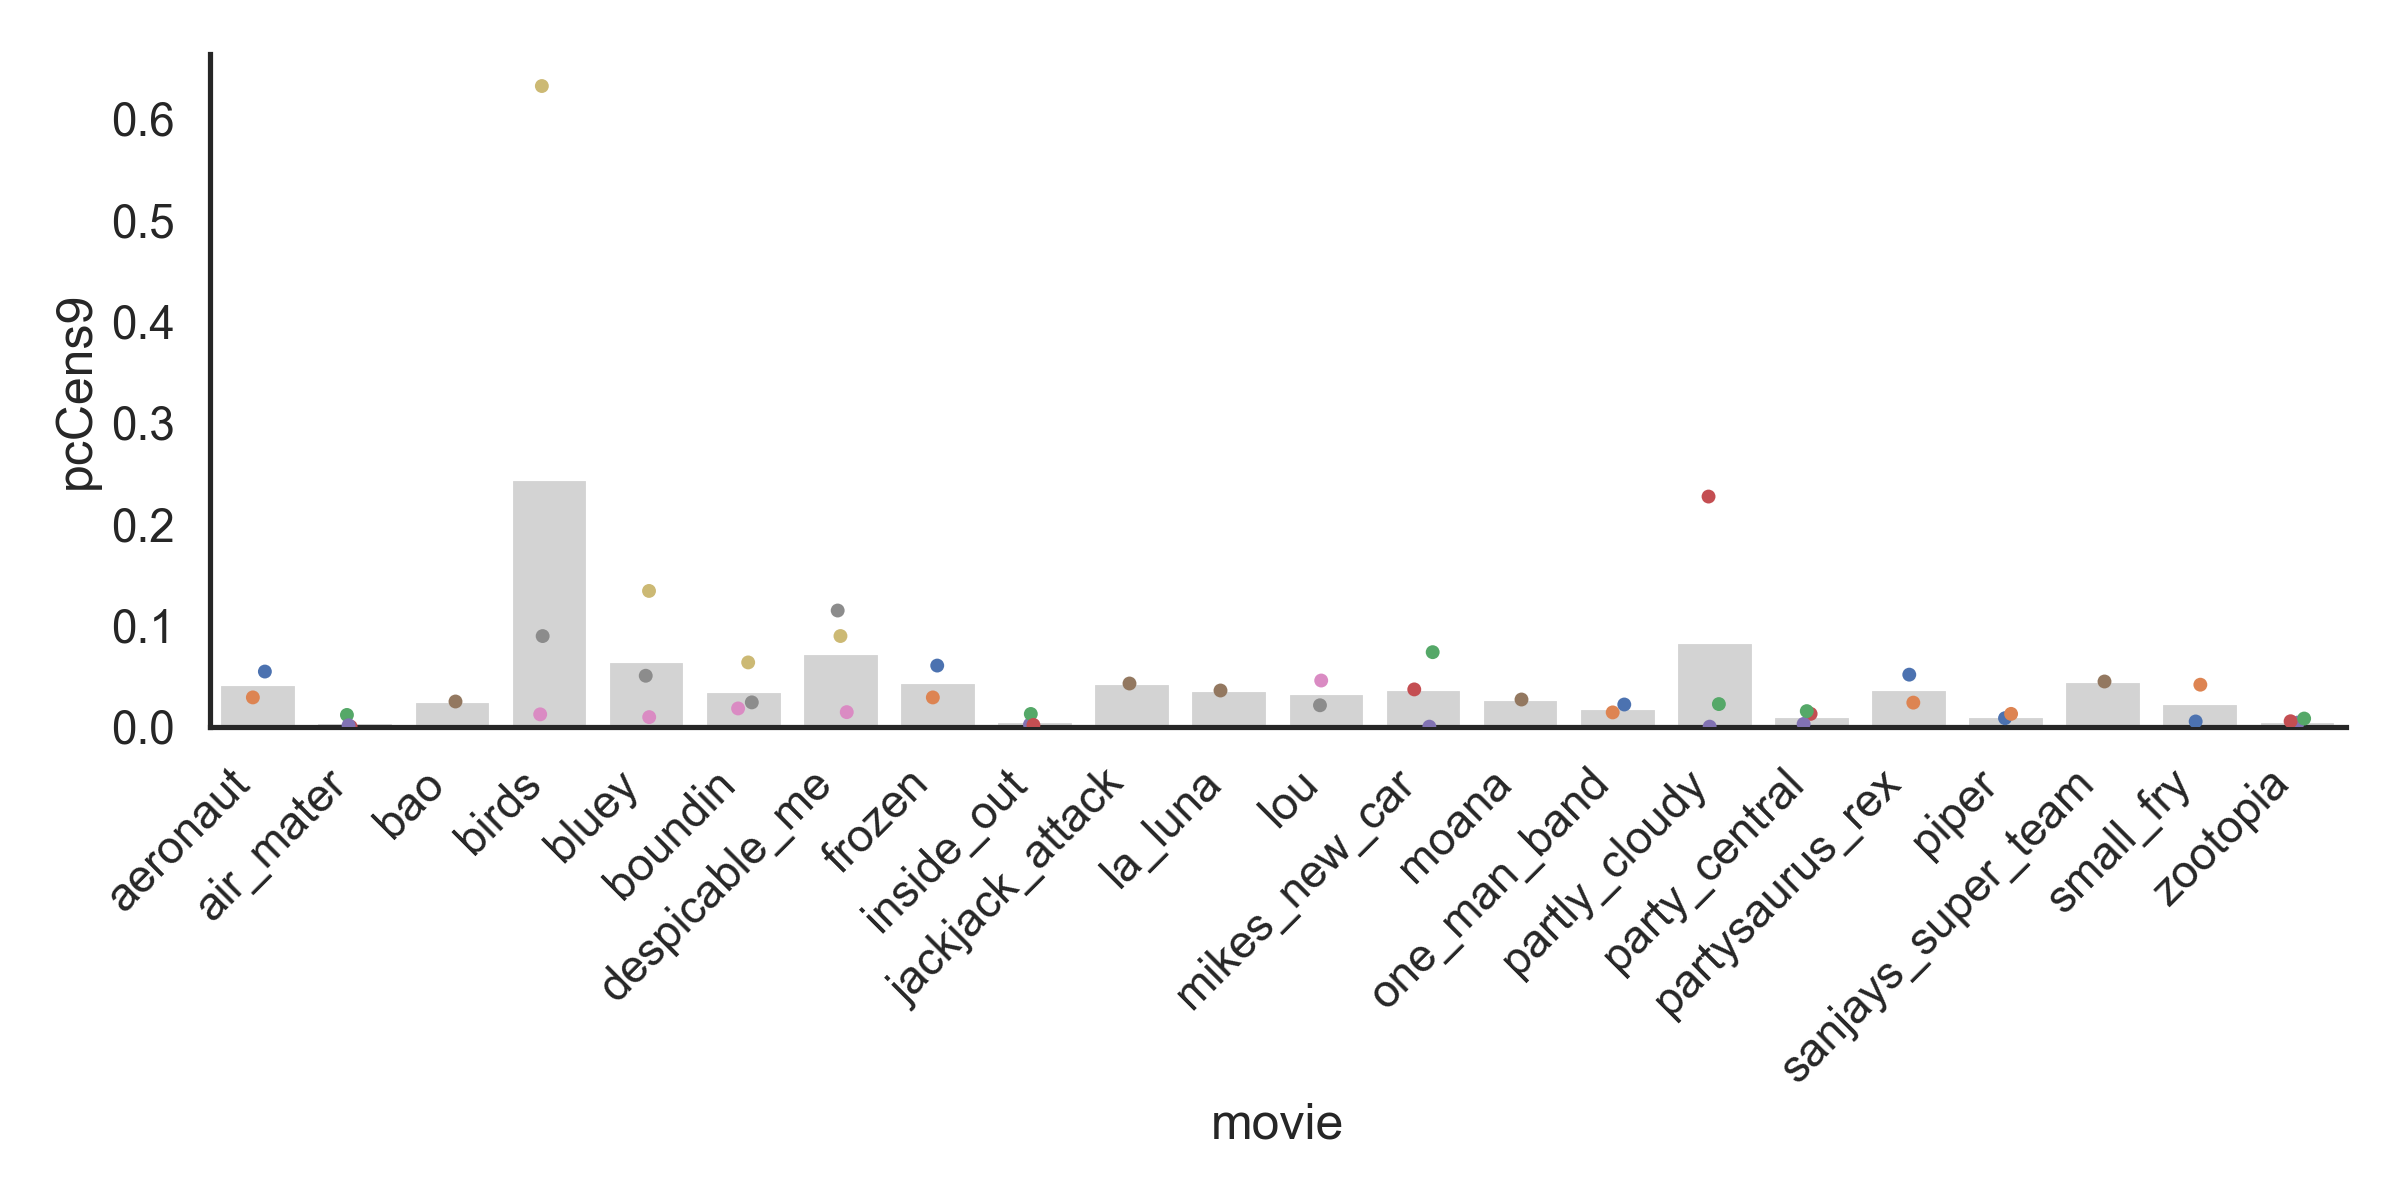 pcCens9
0.6
0.5
0.4
0.3
0.2
0.1
0.0
aeronaut
air_mater
bao
birds
bluey
boundin
despicable_me
frozen
inside_out
jackjack_attack
la_luna
lou
mikes_new_car
moana
one_man_band
partly_cloudy
party_central
partysaurus_rex
piper
sanjays_super_team
small_fry
zootopia
movie